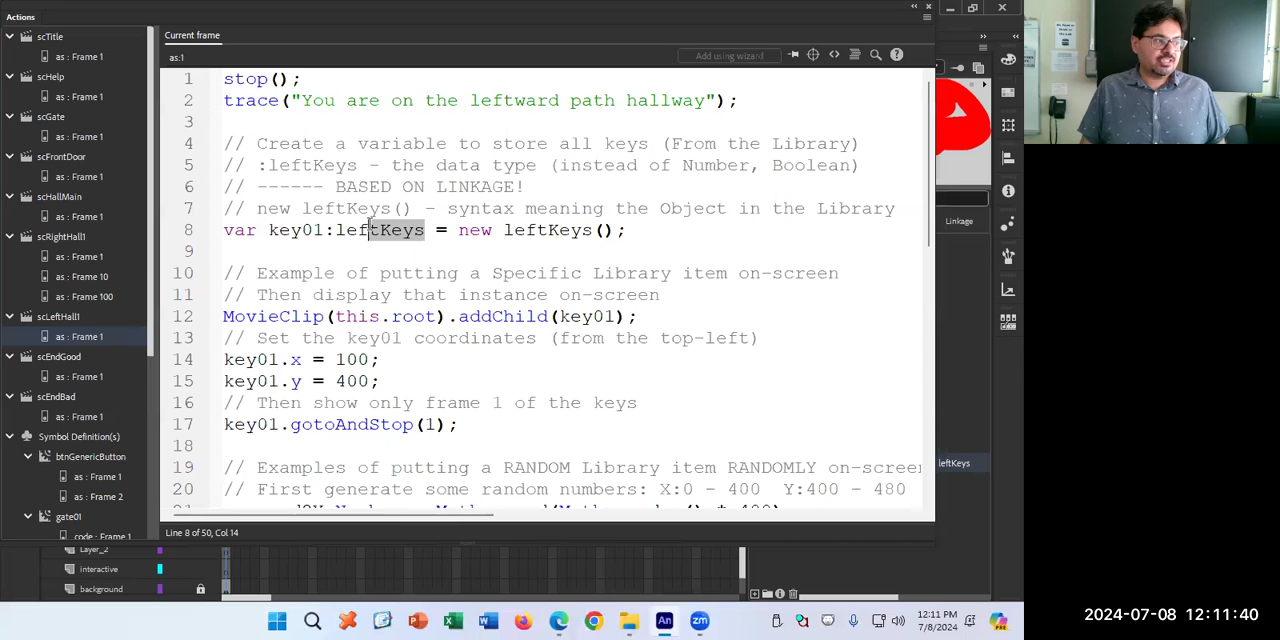 Actions
scTitle
as : Frame 1
scHelp
as : Frame 1
scGate
as : Frame 1
scFrontDoor
as : Frame 1
scHallMain
as : Frame 1
scRightHall1
as : Frame 1
as : Frame 10
as : Frame 100
scLeftHall1
as : Frame 1
scEndGood
as : Frame 1
scEndBad
as : Frame 1
Symbol Definition(s)
btnGenericButton
as : Frame 1
as : Frame 2
gate01
code : Frame 1
Current frame
as:1
Add using wizard
1 stop();
2 trace("You are on the leftward path hallway");
3
4 // Create a variable to store all keys (From the Library)
5 // :leftKeys - the data type (instead of Number, Boolean)
6 // ------ BASED ON LINKAGE!
7 // new leftKeys() - syntax meaning the Object in the Library
8 var key01:leftKeys = new leftKeys();
9
10 // Example of putting a Specific Library item on-screen
11 // Then display that instance on-screen
12 MovieClip(this.root).addChild(key01);
13 // Set the key01 coordinates (from the top-left)
14 key01.x = 100;
15 key01.y = 400;
16 // Then show only frame 1 of the keys
17 key01.gotoAndStop(1);
18
19 // Examples of putting a RANDOM Library item RANDOMLY on-screen
20 // First generate some random numbers: X:0 - 400  Y:400 - 480
Line 8 of 50, Col 14
Linkage
leftKeys
Layer_2
interactive
background
12:11 PM
7/8/2024
2024-07-08 12:11:40